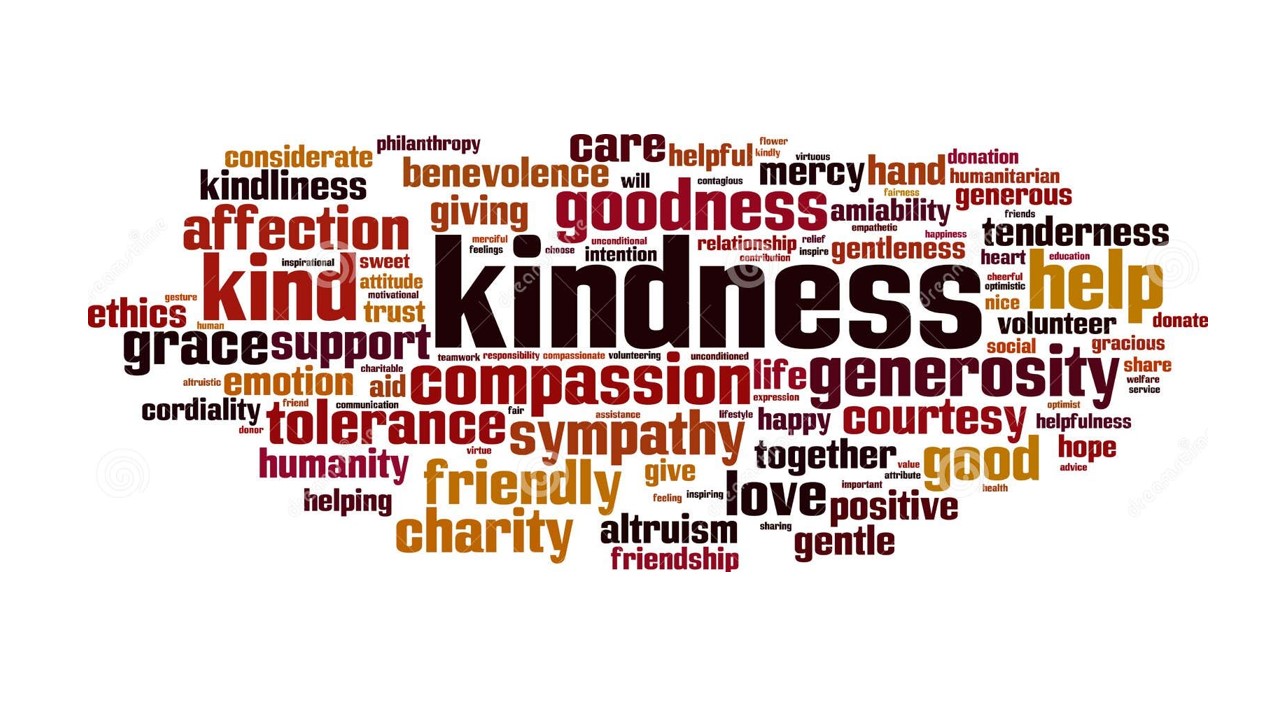 philanthropy care helpful flower
considerate kindly virtuous donation
kindliness benevolence will contagious mercy hand humanitarian
giving goodness fairness generous
affection amiability friends
empathetic happiness tenderness
merciful feelings choose unconditional intention relationship relief gentleness
contribution inspire heart education
inspirational sweet kindness cheerful help
kind attitude optimistic
gesture motivational nice
ethics trust volunteer donate
human
grace support social gracious
teamwork responsibility compassionate volunteering unconditioned
charitable compassion life generosity share
altruistic emotion aid welfare
expression service
cordiality friend communication fair assistance lifestyle happy courtesy optimist
donor tolerance sympathy helpfulness
virtue together good hope
humanity friendly give value advice
attribute
helping feeling inspiring love important health
positive
charity altruism sharing
gentle
friendship
dreamstime